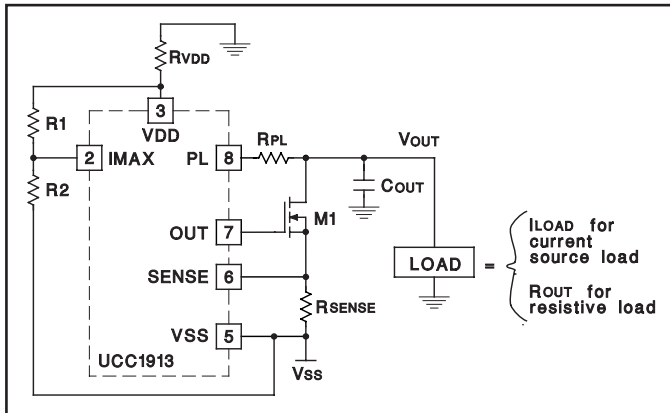 RVDD
R1
3
VDD
RPL
VOUT
2 IMAX
PL 8
R2
COUT
M1
OUT 7
ILOAD for
current
source load
SENSE 6
LOAD =
RSENSE
ROUT for
resistive load
VSS 5
UCC1913
VSS